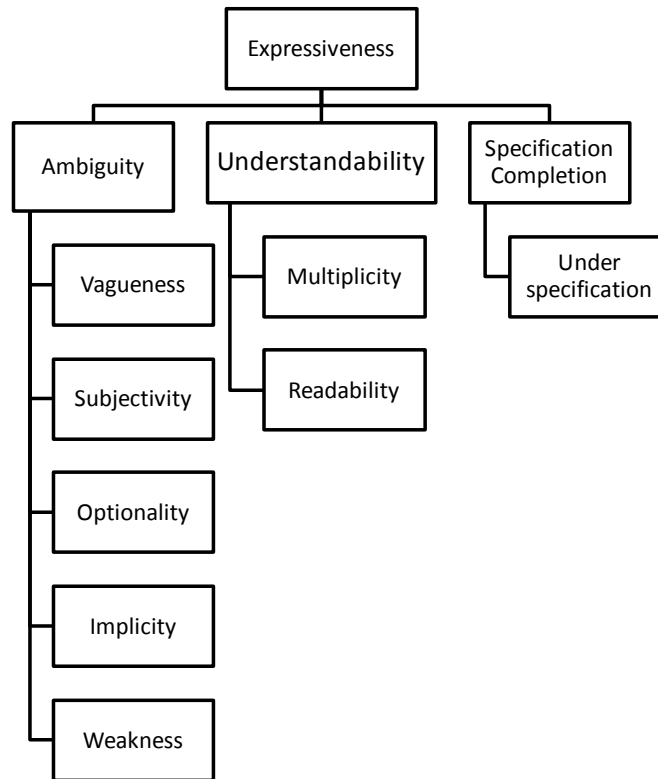 Expressiveness
Ambiguity
Understandability
Specification
Completion
Vagueness
Subjectivity
Optionality
Implicity
Weakness
Multiplicity
Readability
Under
specification